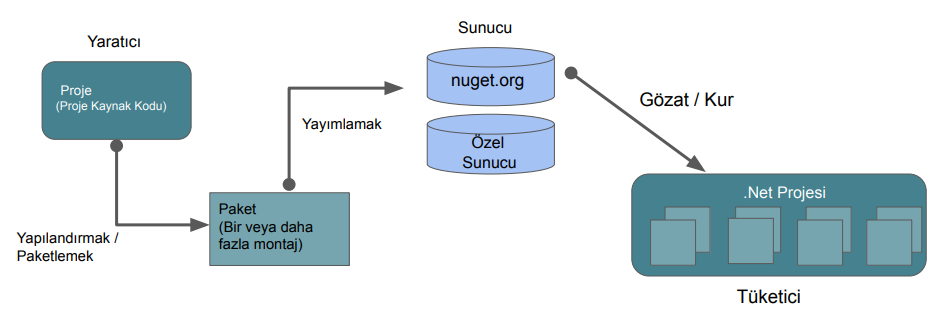 Yaratıcı
Proje
(Proje Kaynak Kodu)
Yapılandırmak /
Paketlemek
Paket
(Bir veya daha
fazla montaj)
Yayımlamak
Sunucu
nuget.org
Özel
Sunucu
Gözat / Kur
.Net Projesi
Tüketici